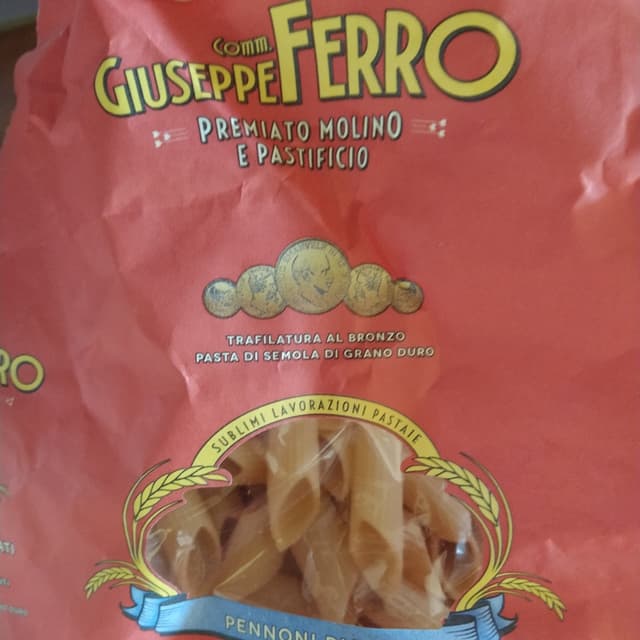 Comm.
GIUSEPPE FERRO
PREMIATO MOLINO
E PASTIFICIO
TRAFILATURA AL BRONZO
PASTA DI SEMOLA DI GRANO DURO
RO
SUBLIMI LAVORAZIONI PASTAIE
PENNONI